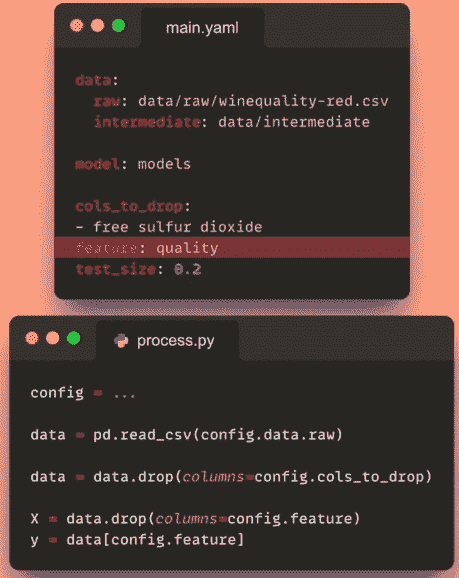 main.yaml
data:
  raw: data/raw/winequality-red.csv
  intermediate: data/intermediate
model: models
cols_to_drop:
- free sulfur dioxide
feature: quality
test_size: 0.2
process.py
config = ...
data = pd.read_csv(config.data.raw)
data = data.drop(columns=config.cols_to_drop)
X = data.drop(columns=config.feature)
y = data[config.feature]